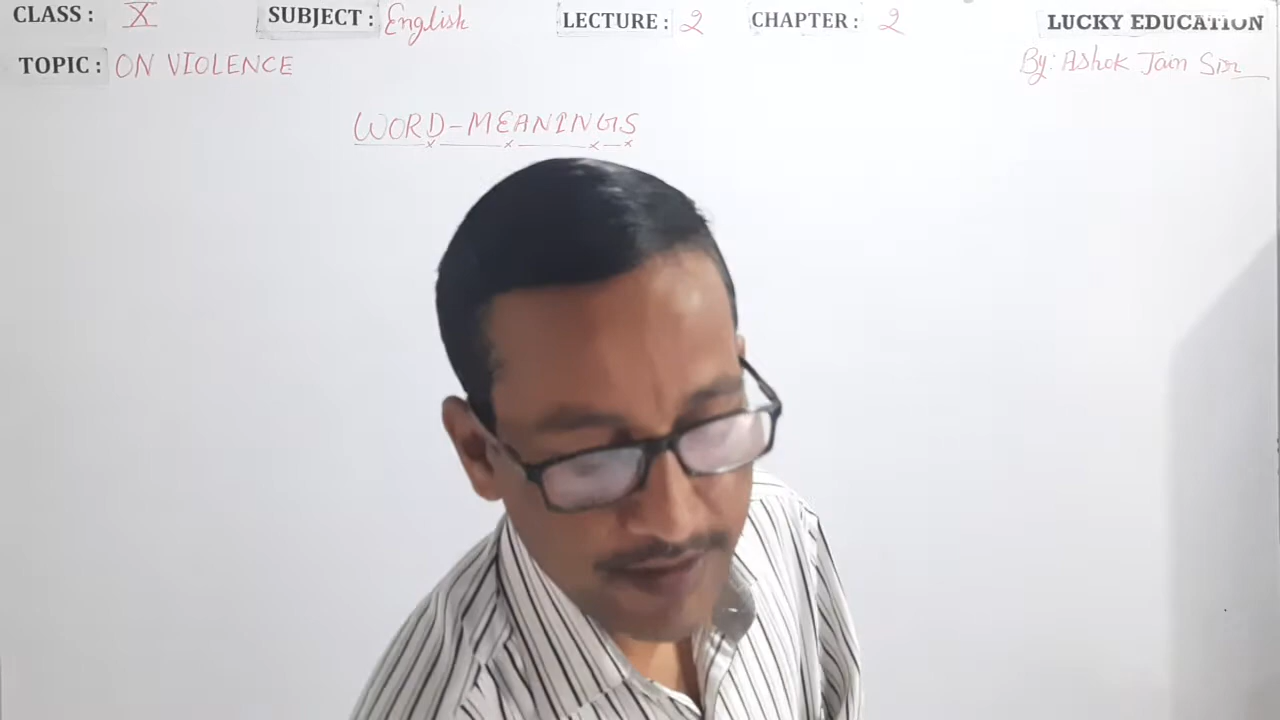 CLASS : X SUBJECT : English LECTURE : 2 CHAPTER : 2 LUCKY EDUCATION
TOPIC : ON VIOLENCE By: Ashok Jain Sir
WORD-MEANINGS